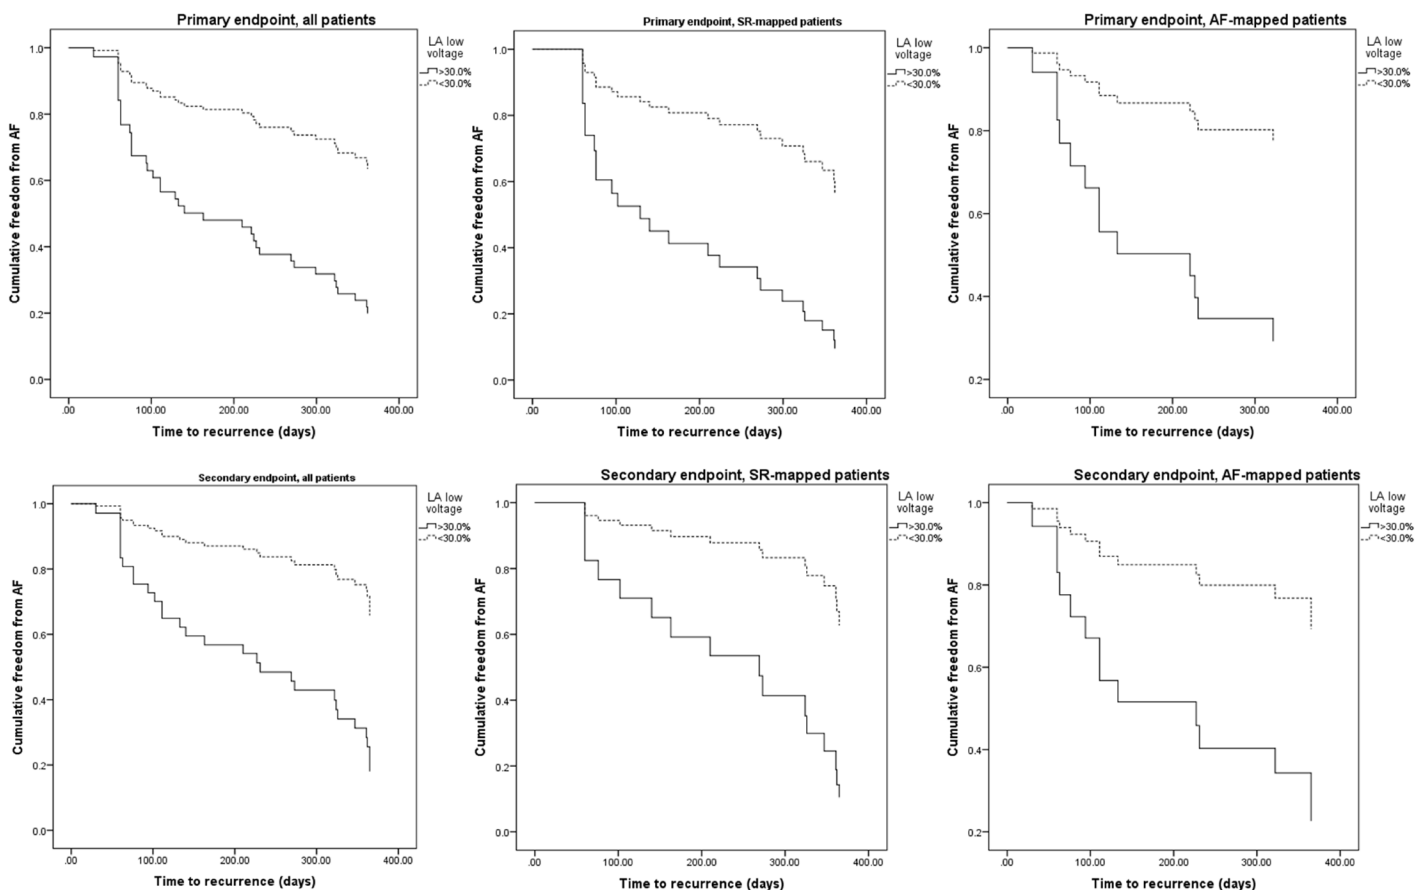 Primary endpoint, all patients
LA low
voltage
>30.0%
<30.0%
Cumulative freedom from AF
1.0
0.8
0.6
0.4
0.2
0.0
.00 100.00 200.00 300.00 400.00
Time to recurrence (days)
Primary endpoint, SR-mapped patients
LA low
voltage
>30.0%
<30.0%
Cumulative freedom from AF
1.0
0.8
0.6
0.4
0.2
0.0
.00 100.00 200.00 300.00 400.00
Time to recurrence (days)
Primary endpoint, AF-mapped patients
LA low
voltage
>30.0%
<30.0%
Cumulative freedom from AF
1.0
0.8
0.6
0.4
0.2
.00 100.00 200.00 300.00 400.00
Time to recurrence (days)
Secondary endpoint, all patients
LA low
voltage
>30.0%
<30.0%
Cumulative freedom from AF
1.0
0.8
0.6
0.4
0.2
0.0
.00 100.00 200.00 300.00 400.00
Time to recurrence (days)
Secondary endpoint, SR-mapped patients
LA low
voltage
>30.0%
<30.0%
Cumulative freedom from AF
1.0
0.8
0.6
0.4
0.2
0.0
.00 100.00 200.00 300.00 400.00
Time to recurrence (days)
Secondary endpoint, AF-mapped patients
LA low
voltage
>30.0%
<30.0%
Cumulative freedom from AF
1.0
0.8
0.6
0.4
0.2
.00 100.00 200.00 300.00 400.00
Time to recurrence (days)